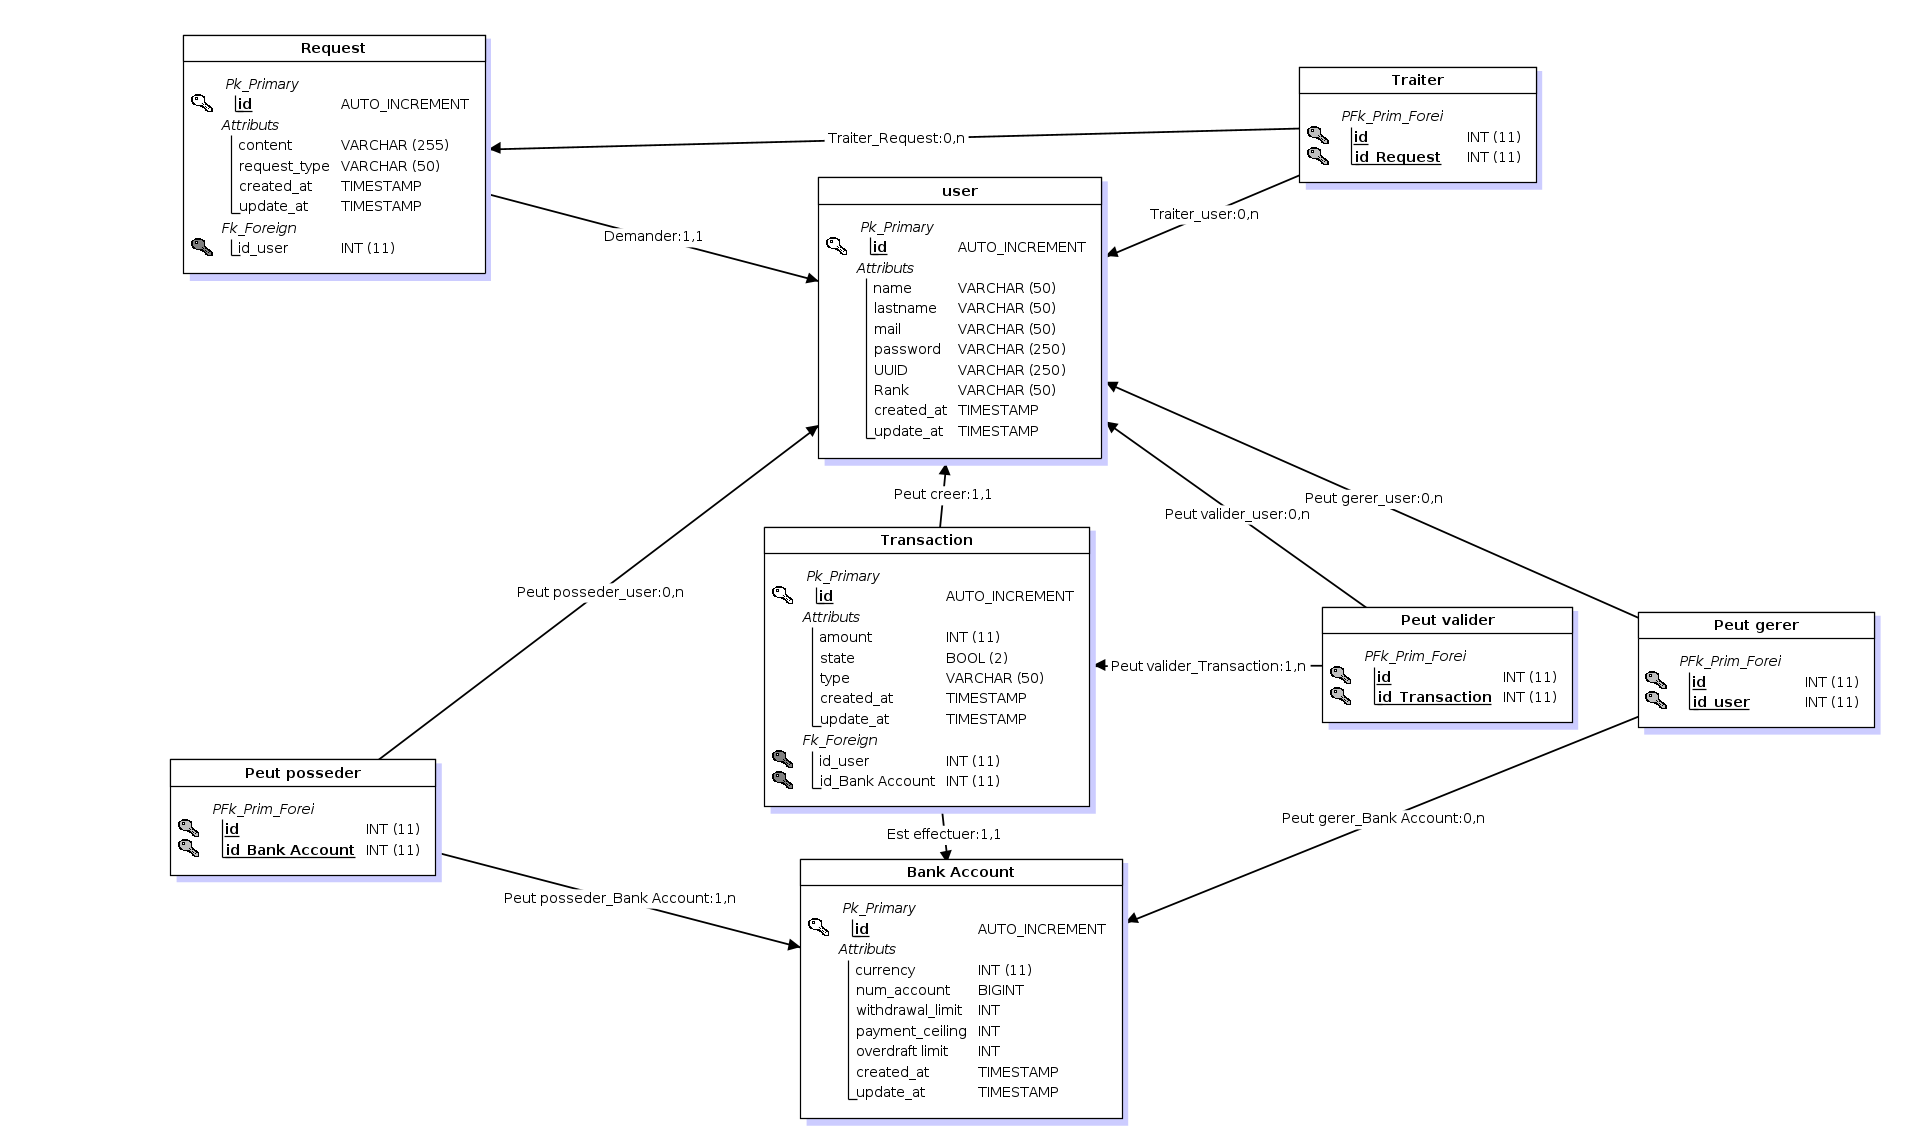 Request
Pk_Primary
id AUTO_INCREMENT
Attributs
content VARCHAR (255)
request_type VARCHAR (50)
created_at TIMESTAMP
update_at TIMESTAMP
Fk_Foreign
id_user INT (11)
Traiter
PFk_Prim_Forei
id INT (11)
id_Request INT (11)
Traiter_Request:0,n
Traiter_user:0,n
Demander:1,1
user
Pk_Primary
id AUTO_INCREMENT
Attributs
name VARCHAR (50)
lastname VARCHAR (50)
mail VARCHAR (50)
password VARCHAR (250)
UUID VARCHAR (250)
Rank VARCHAR (50)
created_at TIMESTAMP
update_at TIMESTAMP
Peut creer:1,1
Peut gerer_user:0,n
Peut valider_user:0,n
Peut posseder_user:0,n
Transaction
Pk_Primary
id AUTO_INCREMENT
Attributs
amount INT (11)
state BOOL (2)
type VARCHAR (50)
created_at TIMESTAMP
update_at TIMESTAMP
Fk_Foreign
id_user INT (11)
id_Bank Account INT (11)
Peut valider_Transaction:1,n
Peut valider
PFk_Prim_Forei
id INT (11)
id_Transaction INT (11)
Peut gerer
PFk_Prim_Forei
id INT (11)
id_user INT (11)
Peut posseder
PFk_Prim_Forei
id INT (11)
id_Bank Account INT (11)
Est effectuer:1,1
Peut gerer_Bank Account:0,n
Peut posseder_Bank Account:1,n
Bank Account
Pk_Primary
id AUTO_INCREMENT
Attributs
currency INT (11)
num_account BIGINT
withdrawal_limit INT
payment_ceiling INT
overdraft limit INT
created_at TIMESTAMP
update_at TIMESTAMP